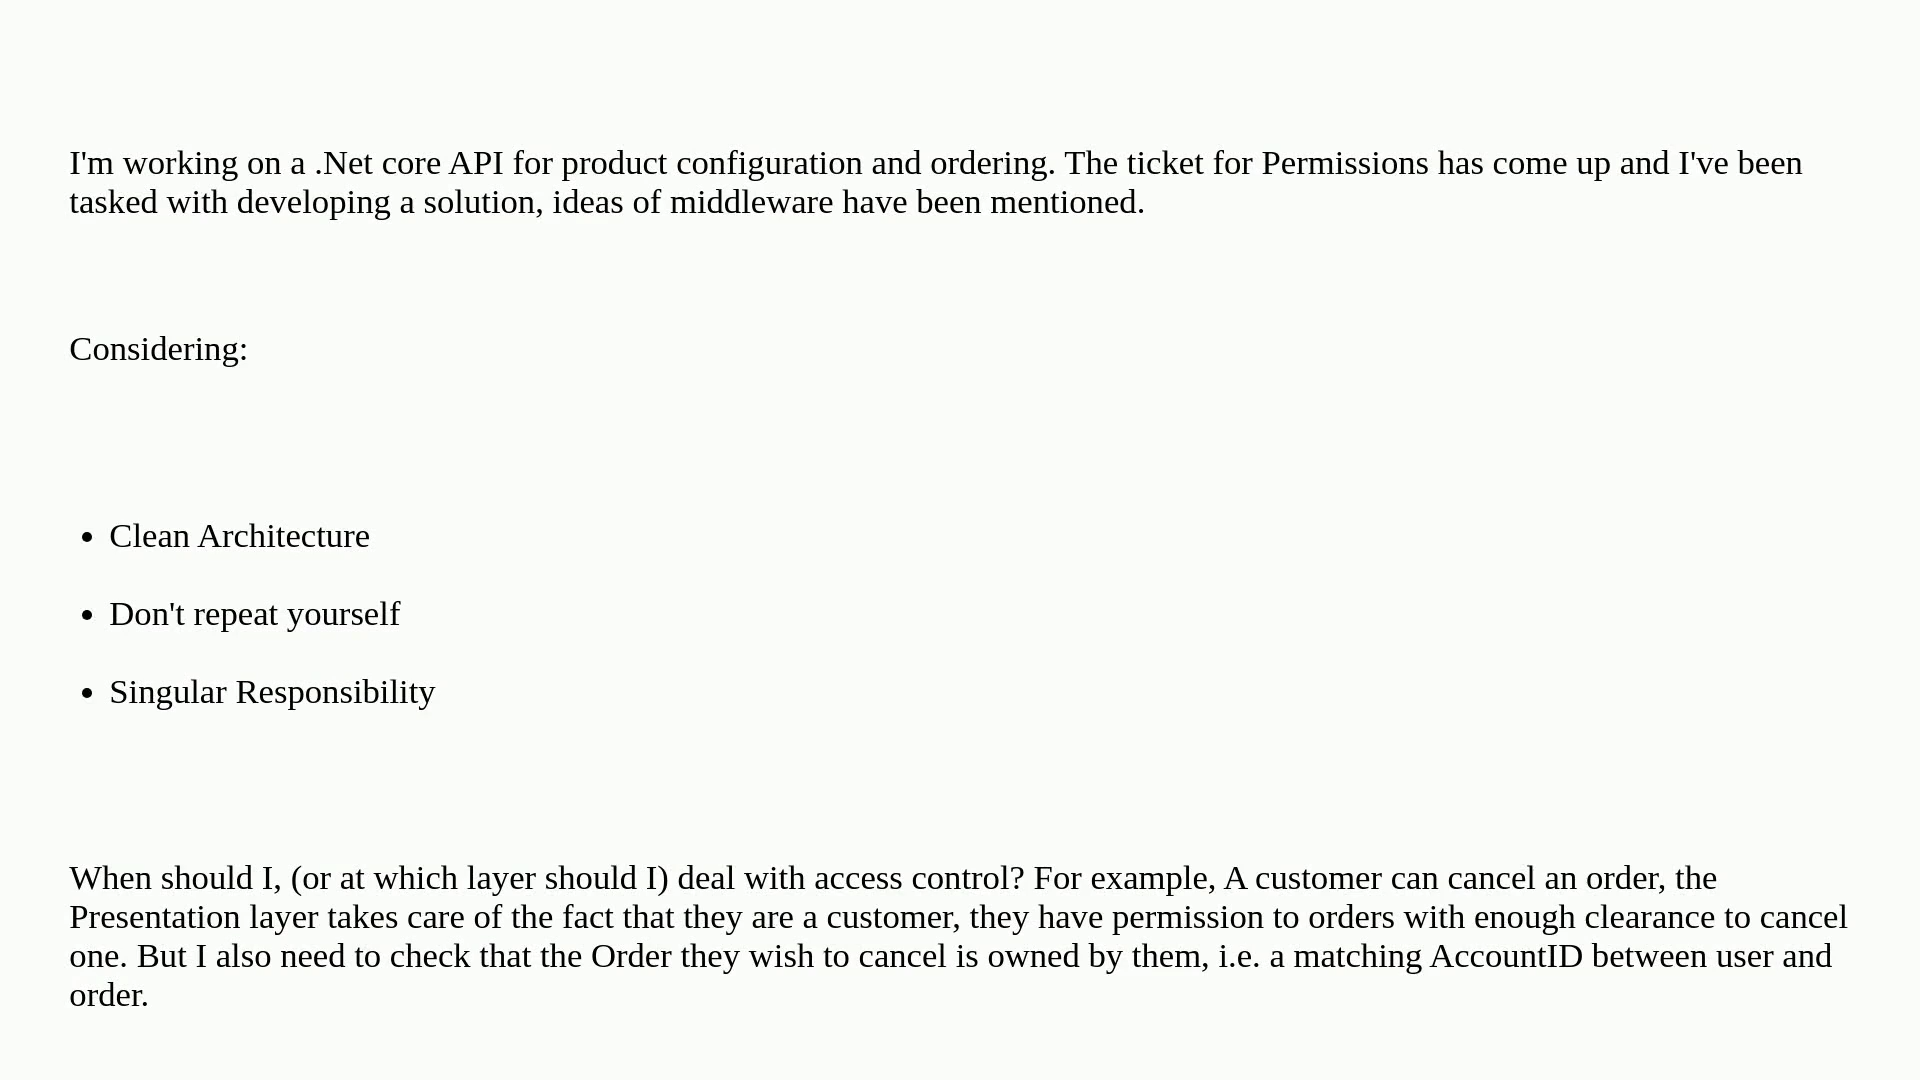 I'm working on a .Net core API for product configuration and ordering. The ticket for Permissions has come up and I've been
tasked with developing a solution, ideas of middleware have been mentioned.
Considering:
• Clean Architecture
• Don't repeat yourself
• Singular Responsibility
When should I, (or at which layer should I) deal with access control? For example, A customer can cancel an order, the
Presentation layer takes care of the fact that they are a customer, they have permission to orders with enough clearance to cancel
one. But I also need to check that the Order they wish to cancel is owned by them, i.e. a matching AccountID between user and
order.